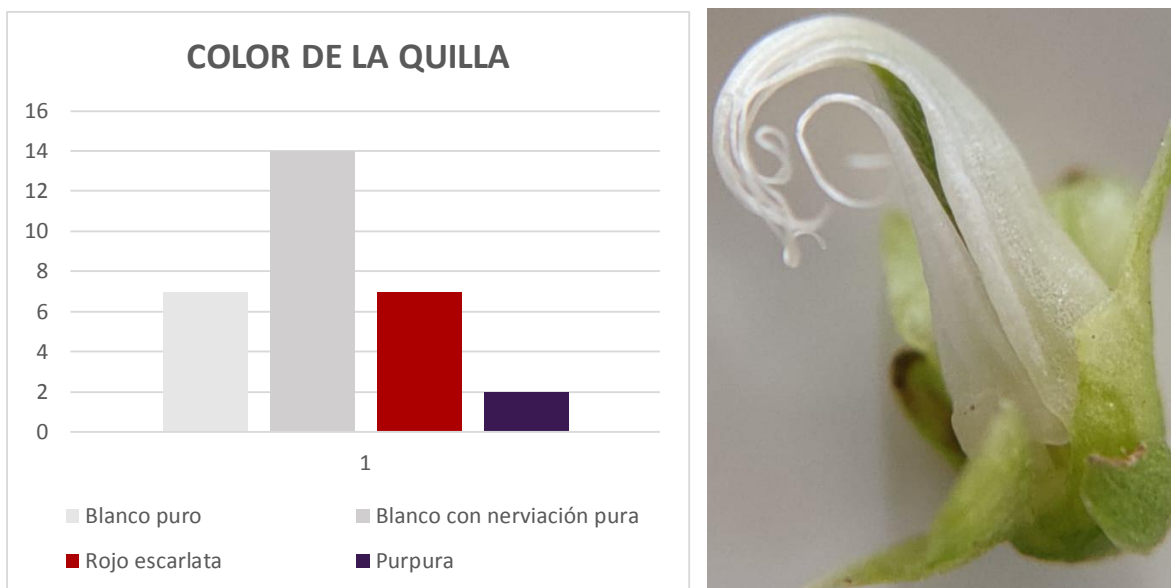 COLOR DE LA QUILLA
16
14
12
10
8
6
4
2
0
1
Blanco puro
Blanco con nerviación pura
Rojo escarlata
Purpura